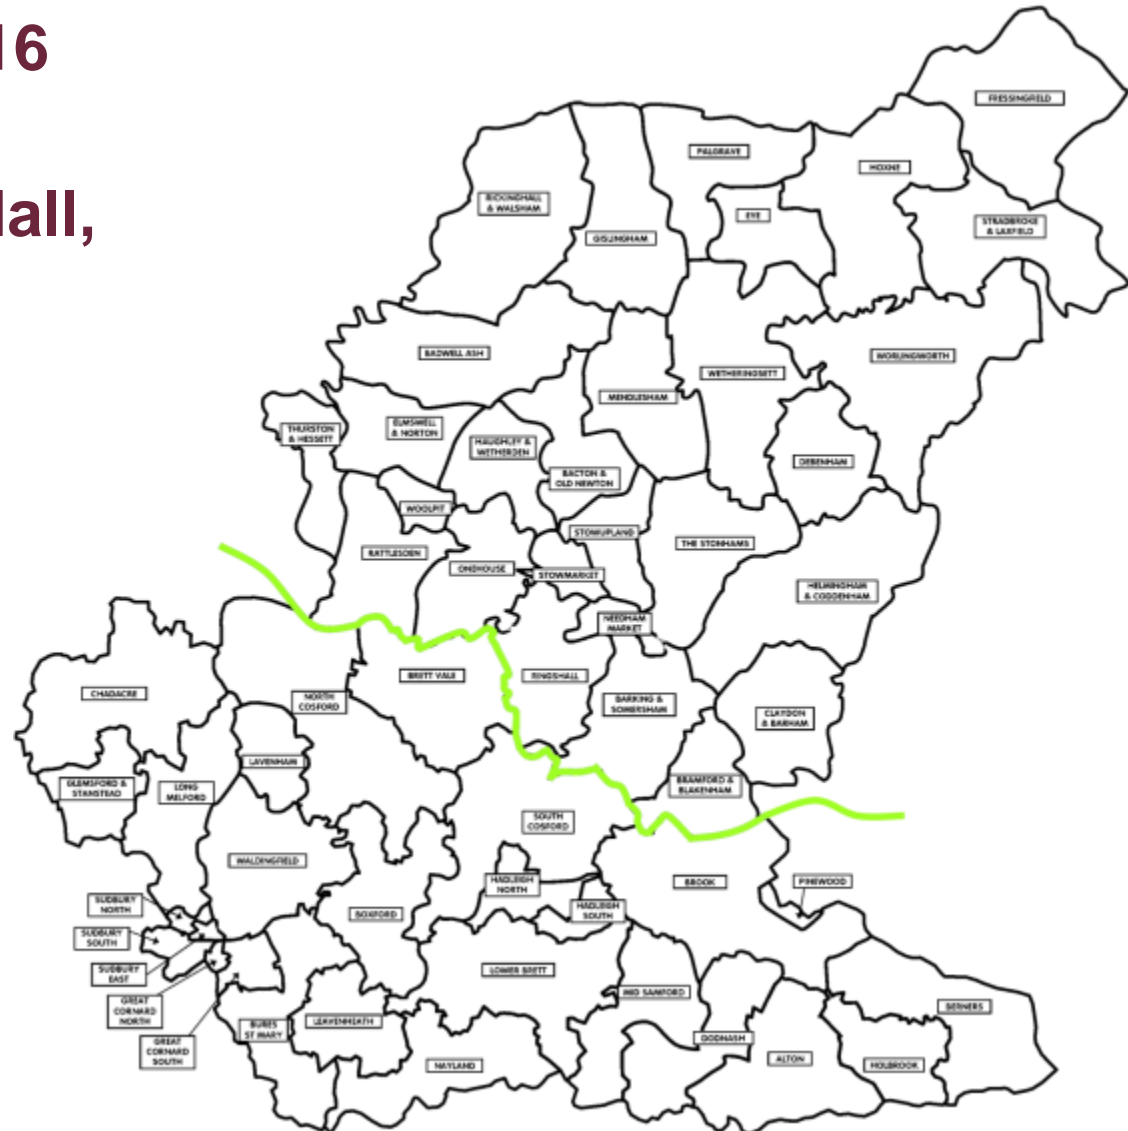 16
Hall,
FRESSINGFIELD
PALGRAVE
HOXNE
RICKINGHALL
& WALSHAM
EYE
STRADBROKE
& LAXFIELD
GISLINGHAM
BADWELL ASH
WORLINGWORTH
WETHERINGSETT
MENDLESHAM
THURSTON
& HESSETT
ELMSWELL
& NORTON
HAUGHLEY &
WETHERDEN
DEBENHAM
BACTON &
OLD NEWTON
WOOLPIT
STOWUPLAND
THE STONHAMS
RATTLESDEN
ONEHOUSE
STOWMARKET
HELMINGHAM
& CODDENHAM
NEEDHAM
MARKET
BRETT VALE
RINGSHALL
CHADACRE
NORTH
COSFORD
BARKING &
SOMERSHAM
CLAYDON
& BARHAM
LAVENHAM
GLEMSFORD &
STANSTEAD
LONG
MELFORD
BRAMFORD &
BLAKENHAM
SOUTH
COSFORD
WALDINGFIELD
HADLEIGH
NORTH
BROOK
PINEWOOD
SUDBURY
NORTH
BOXFORD
HADLEIGH
SOUTH
SUDBURY
SOUTH
SUDBURY
EAST
LOWER BRETT
MID SAMFORD
GREAT
CORNARD
NORTH
BERNERS
BURES
ST MARY
LEAVENHEATH
DODNASH
GREAT
CORNARD
SOUTH
NAYLAND
ALTON
HOLBROOK